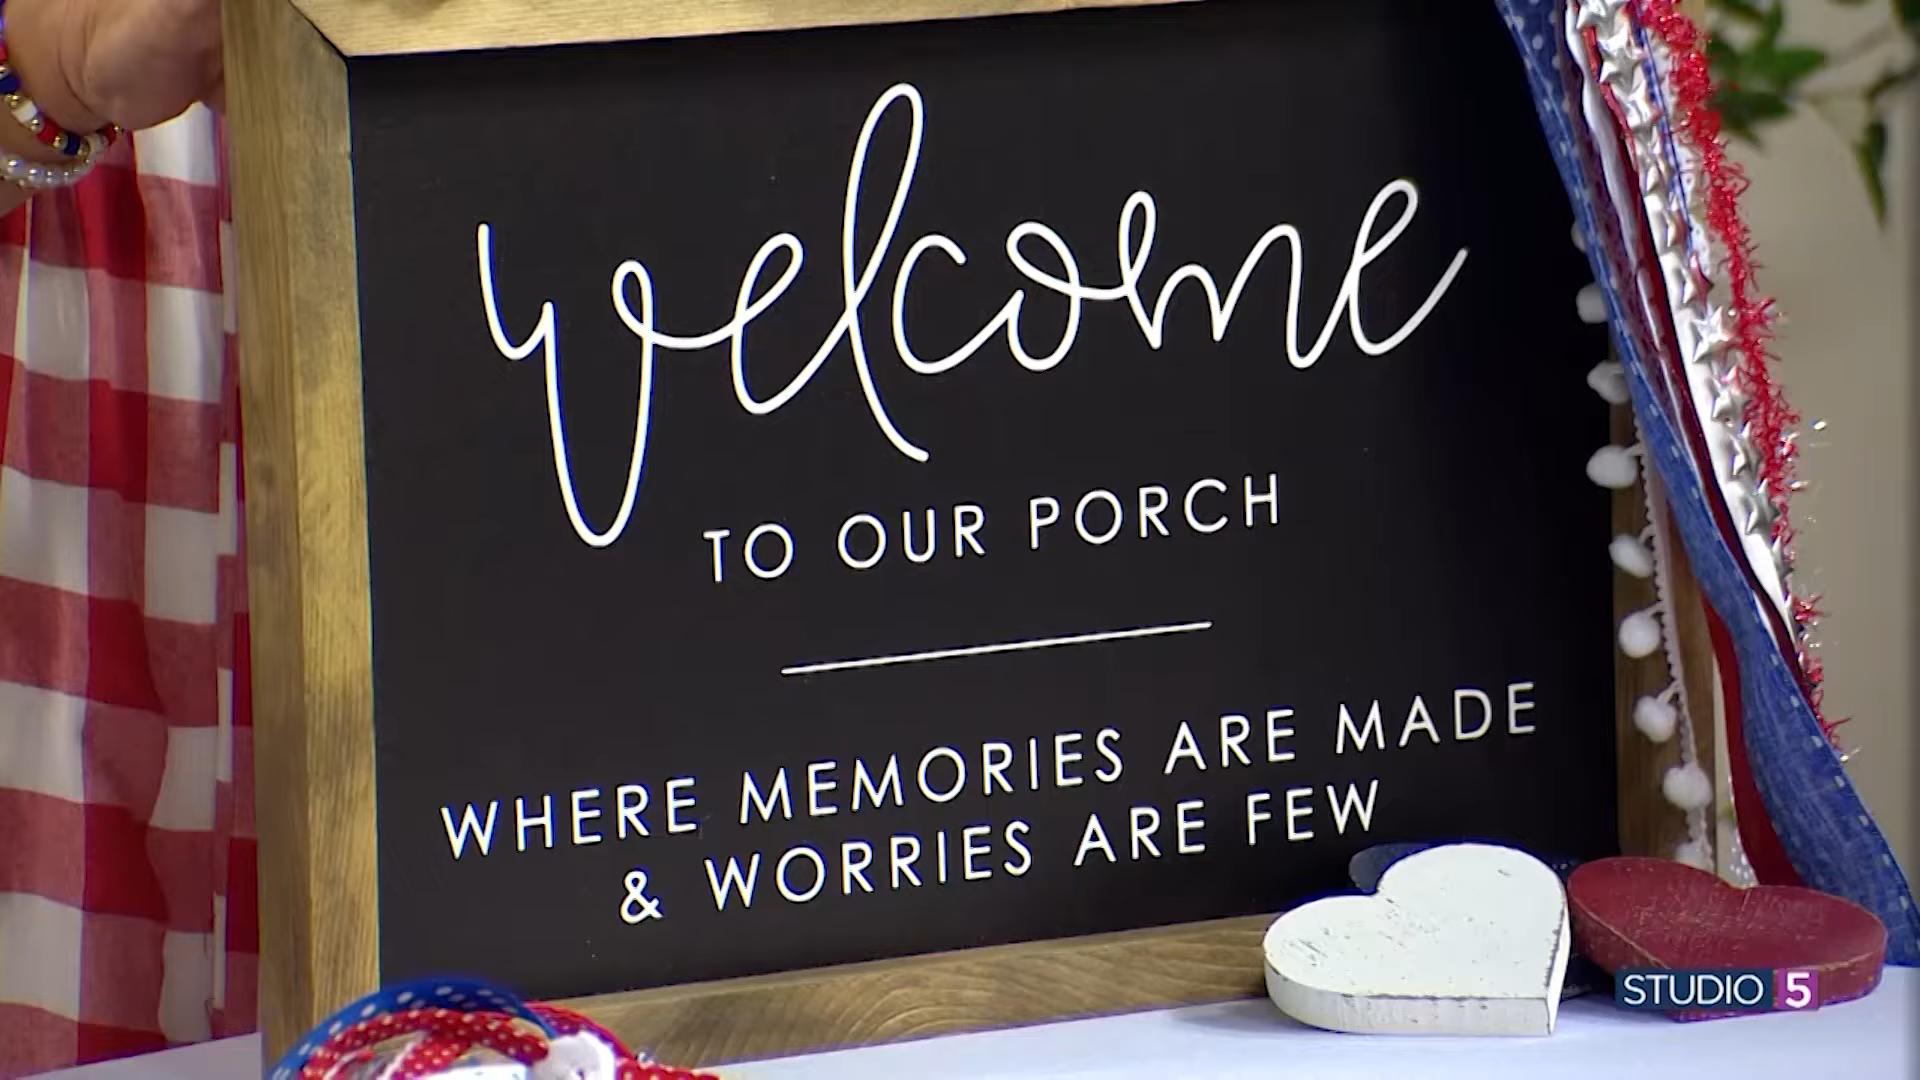 welcome
TO OUR PORCH
WHERE MEMORIES ARE MADE
& WORRIES ARE FEW
STUDIO 5